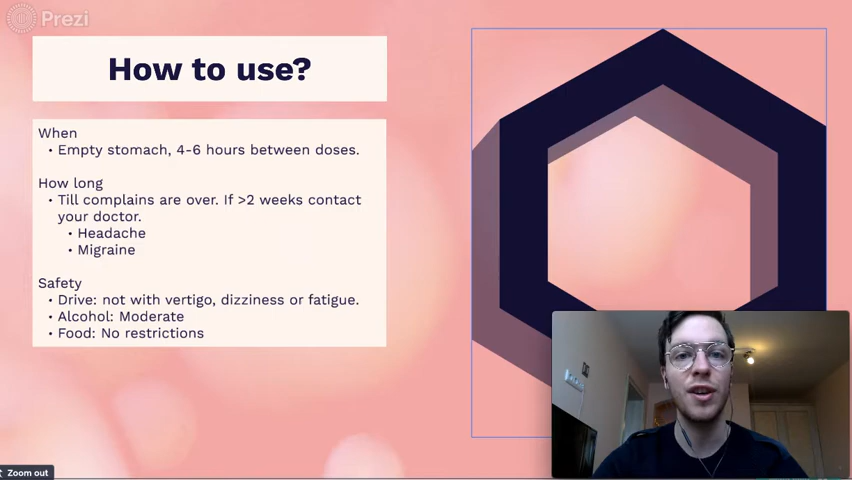 Prezi
How to use?
When
• Empty stomach, 4-6 hours between doses.
How long
• Till complains are over. If >2 weeks contact
your doctor.
• Headache
• Migraine
Safety
• Drive: not with vertigo, dizziness or fatigue.
• Alcohol: Moderate
• Food: No restrictions
Zoom out